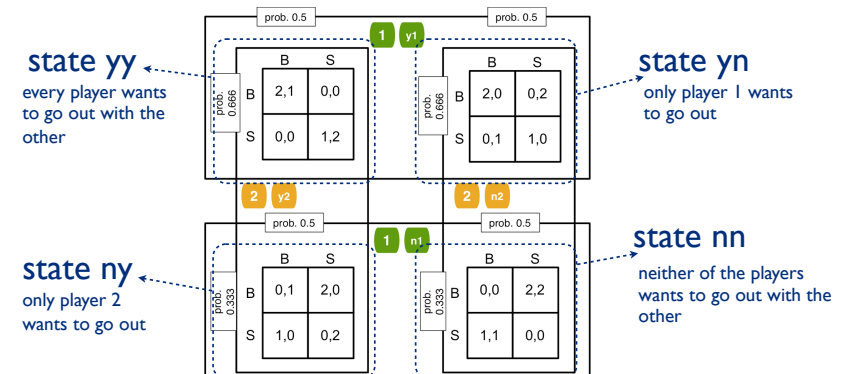 prob. 0.5
prob. 0.5
1 y1
state yy
every player wants
to go out with the
other
prob.
0.666
B S
B 2,1 0,0
S 0,0 1,2
prob.
0.666
B S
B 2,0 0,2
S 0,1 1,0
state yn
only player 1 wants
to go out
2 y2
2 n2
prob. 0.5
prob. 0.5
1 n1
state ny
only player 2
wants to go out
prob.
0.333
B S
B 0,1 2,0
S 1,0 0,2
prob.
0.333
B S
B 0,0 2,2
S 1,1 0,0
state nn
neither of the players
wants to go out with the
other